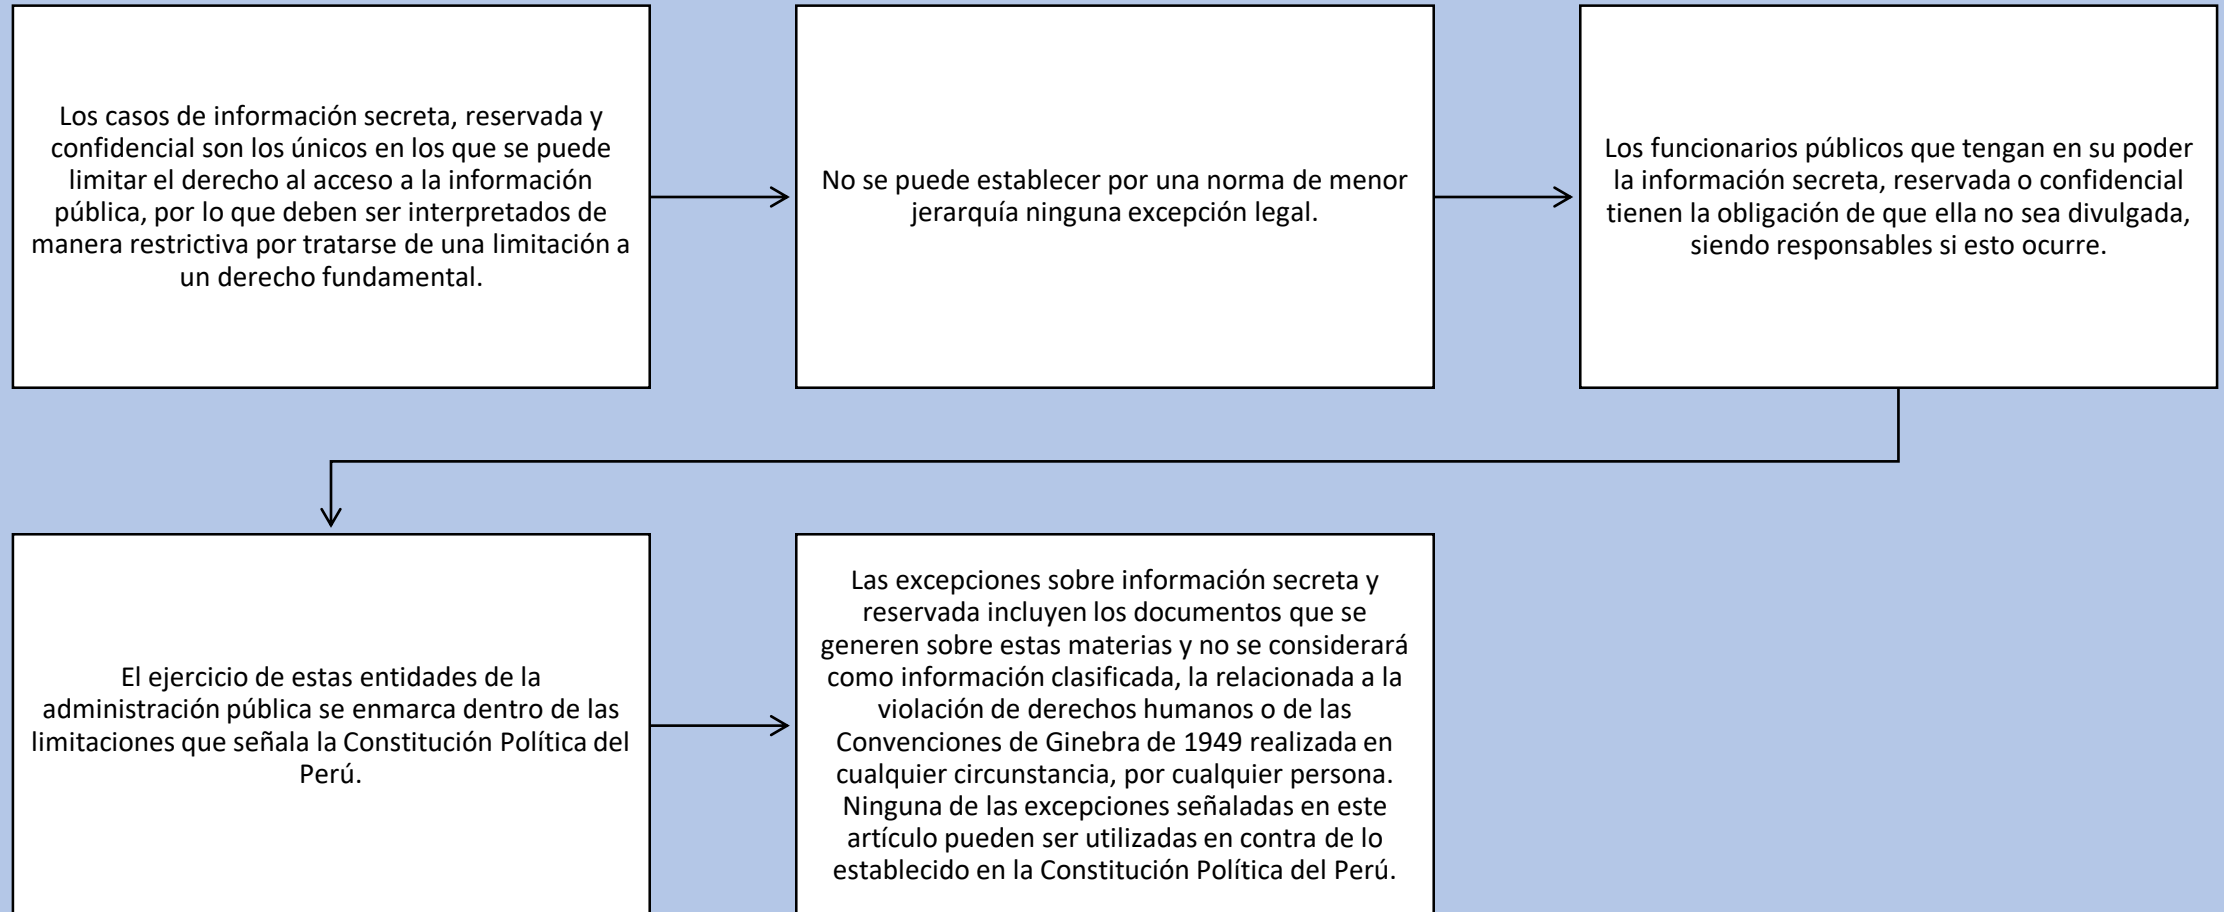 Los casos de información secreta, reservada y
confidencial son los únicos en los que se puede
limitar el derecho al acceso a la información
pública, por lo que deben ser interpretados de
manera restrictiva por tratarse de una limitación a
un derecho fundamental.
No se puede establecer por una norma de menor
jerarquía ninguna excepción legal.
Los funcionarios públicos que tengan en su poder
la información secreta, reservada o confidencial
tienen la obligación de que ella no sea divulgada,
siendo responsables si esto ocurre.
El ejercicio de estas entidades de la
administración pública se enmarca dentro de las
limitaciones que señala la Constitución Política del
Perú.
Las excepciones sobre información secreta y
reservada incluyen los documentos que se
generen sobre estas materias y no se considerará
como información clasificada, la relacionada a la
violación de derechos humanos o de las
Convenciones de Ginebra de 1949 realizada en
cualquier circunstancia, por cualquier persona.
Ninguna de las excepciones señaladas en este
artículo pueden ser utilizadas en contra de lo
establecido en la Constitución Política del Perú.